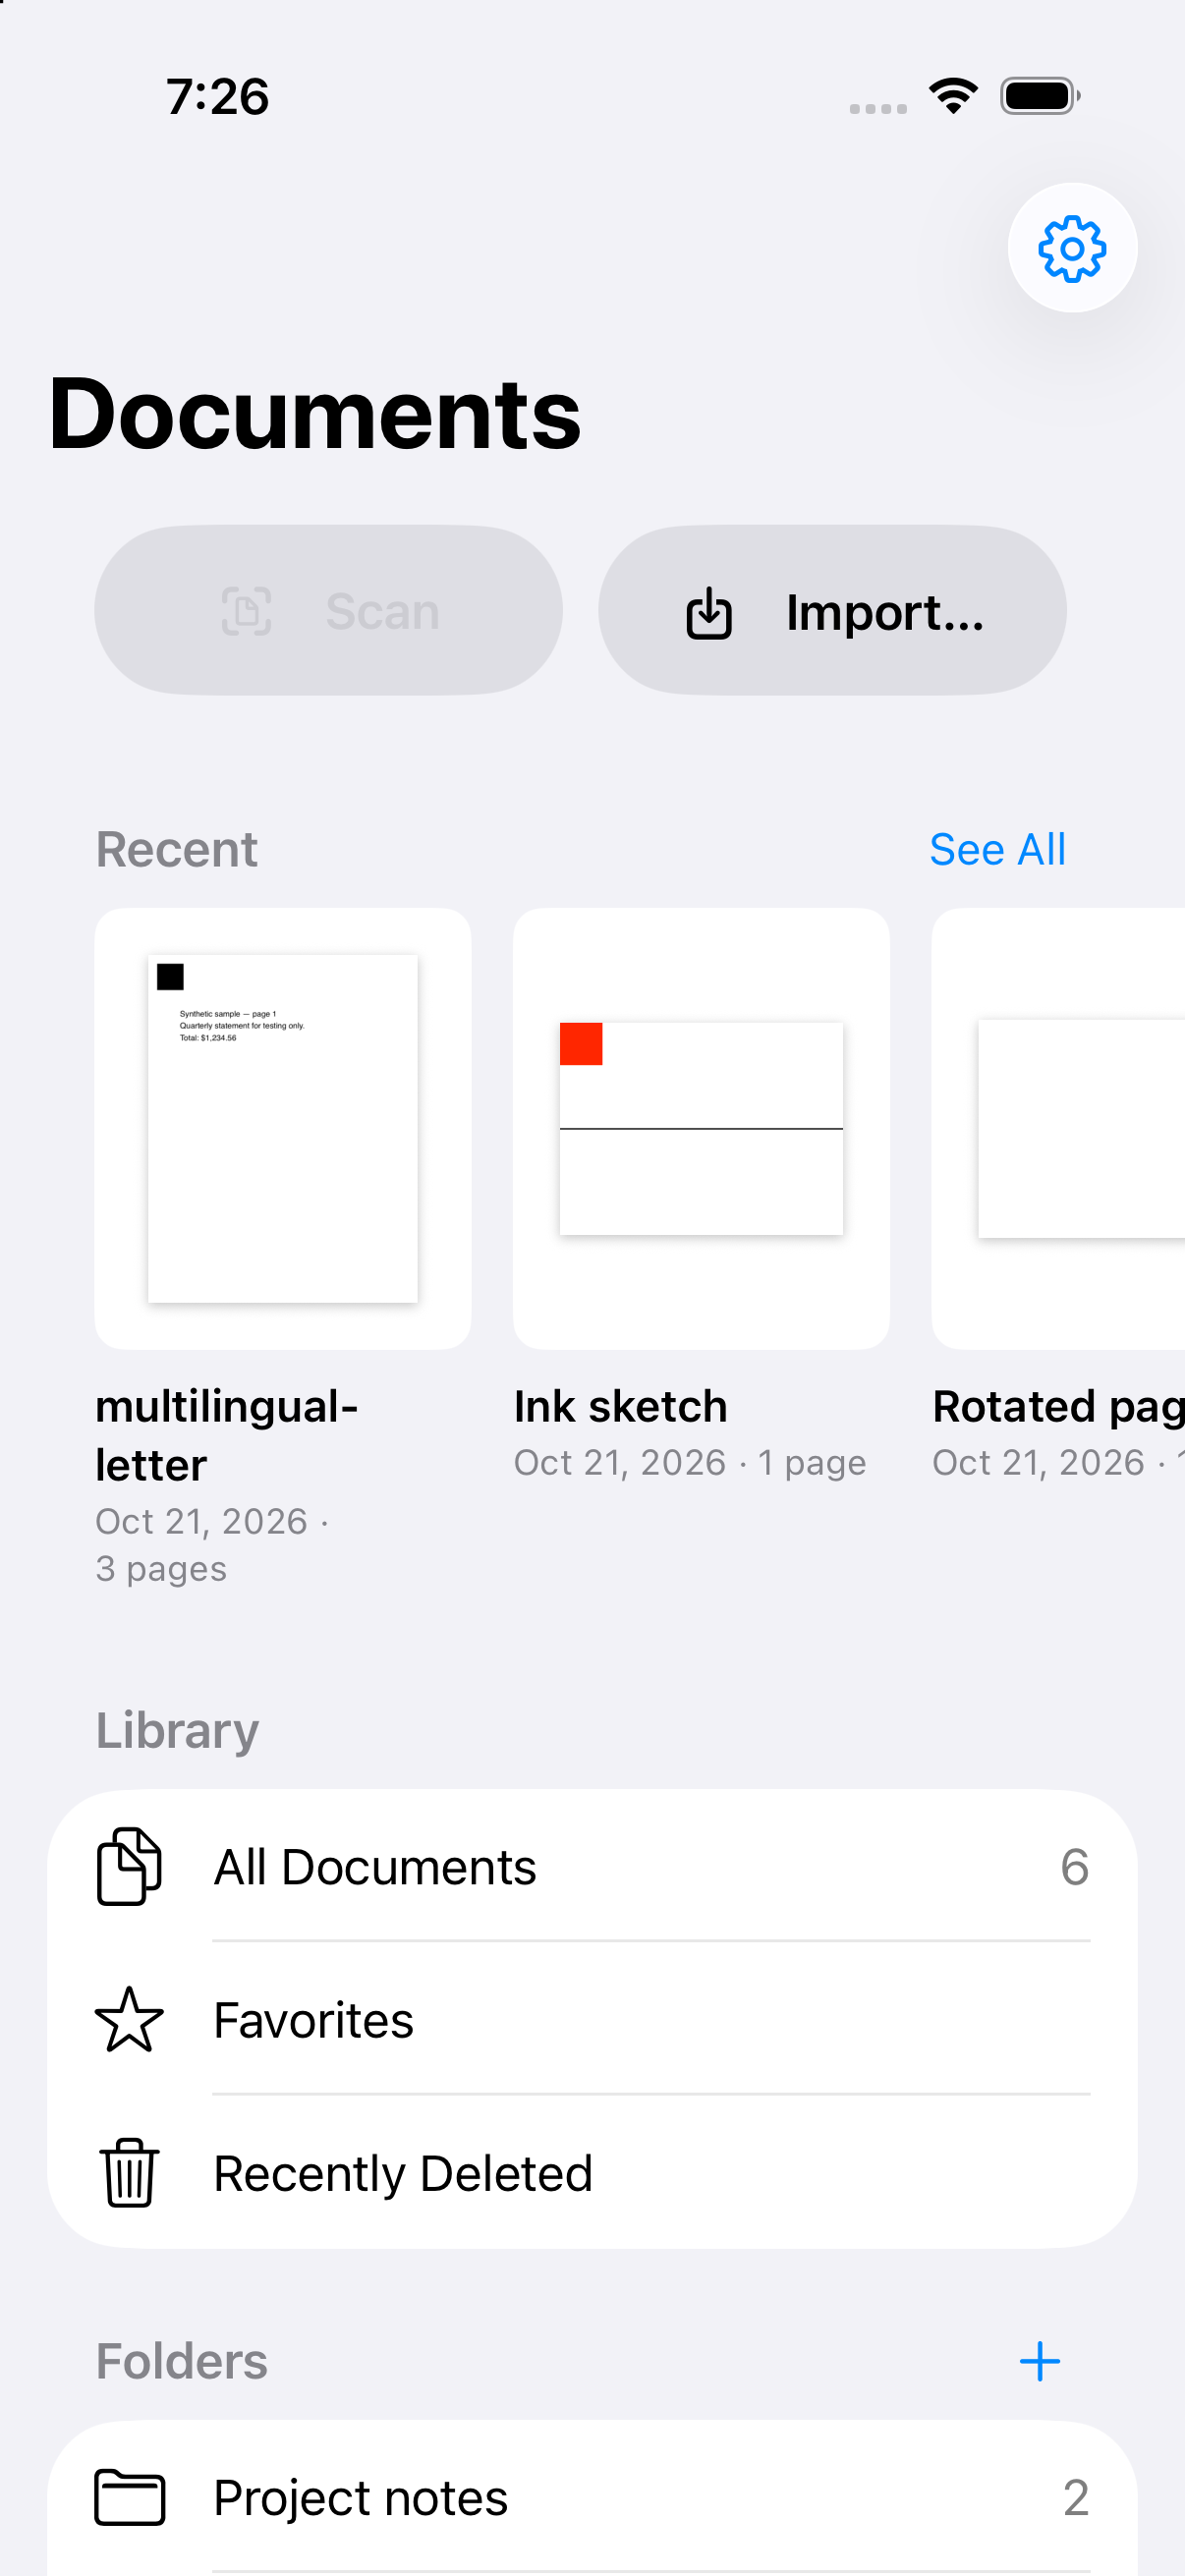 7:26
Documents
Scan
Import...
Recent
See All
Synthetic sample — page 1
Quarterly statement for testing only.
Total: $1,234.56
multilingual-
letter
Oct 21, 2026 ·
3 pages
Ink sketch
Oct 21, 2026 · 1 page
Rotated pag
Oct 21, 2026 ·
Library
All Documents
6
Favorites
Recently Deleted
Folders
Project notes
2